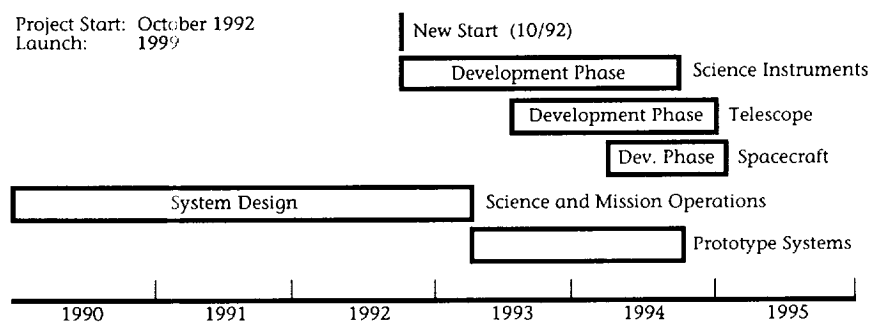 Project Start: October 1992
Launch: 1999
New Start (10/92)
Development Phase Science Instruments
Development Phase Telescope
Dev. Phase Spacecraft
System Design Science and Mission Operations
Prototype Systems
1990 1991 1992 1993 1994 1995